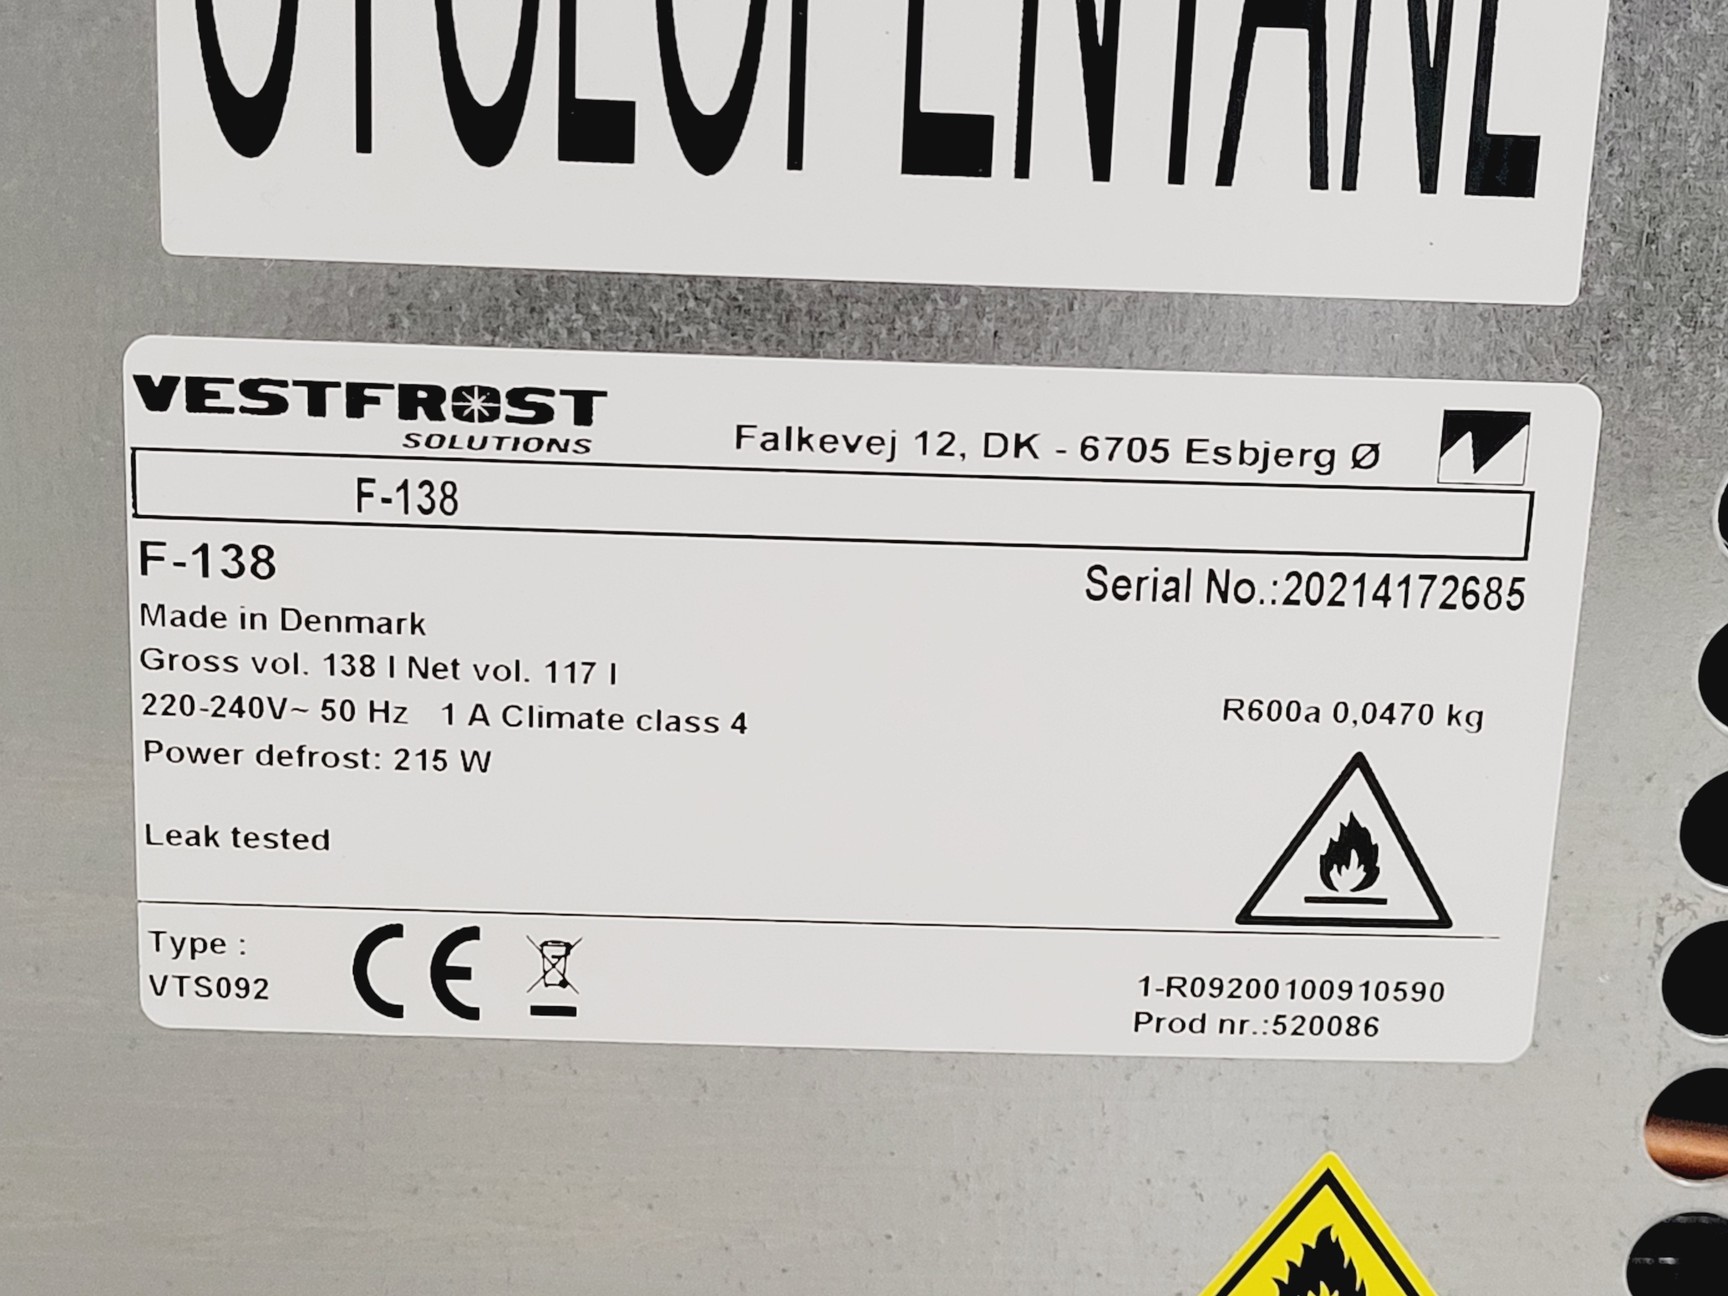 CYCLOPENTANE
VESTFROST
SOLUTIONS
Falkevej 12, DK - 6705 Esbjerg Ø
F-138
F-138
Serial No.:20214172685
Made in Denmark
Gross vol. 138 l Net vol. 117 l
220-240V~ 50 Hz 1 A Climate class 4
R600a 0,0470 kg
Power defrost: 215 W
Leak tested
Type :
VTS092
CE
1-R09200100910590
Prod nr.:520086